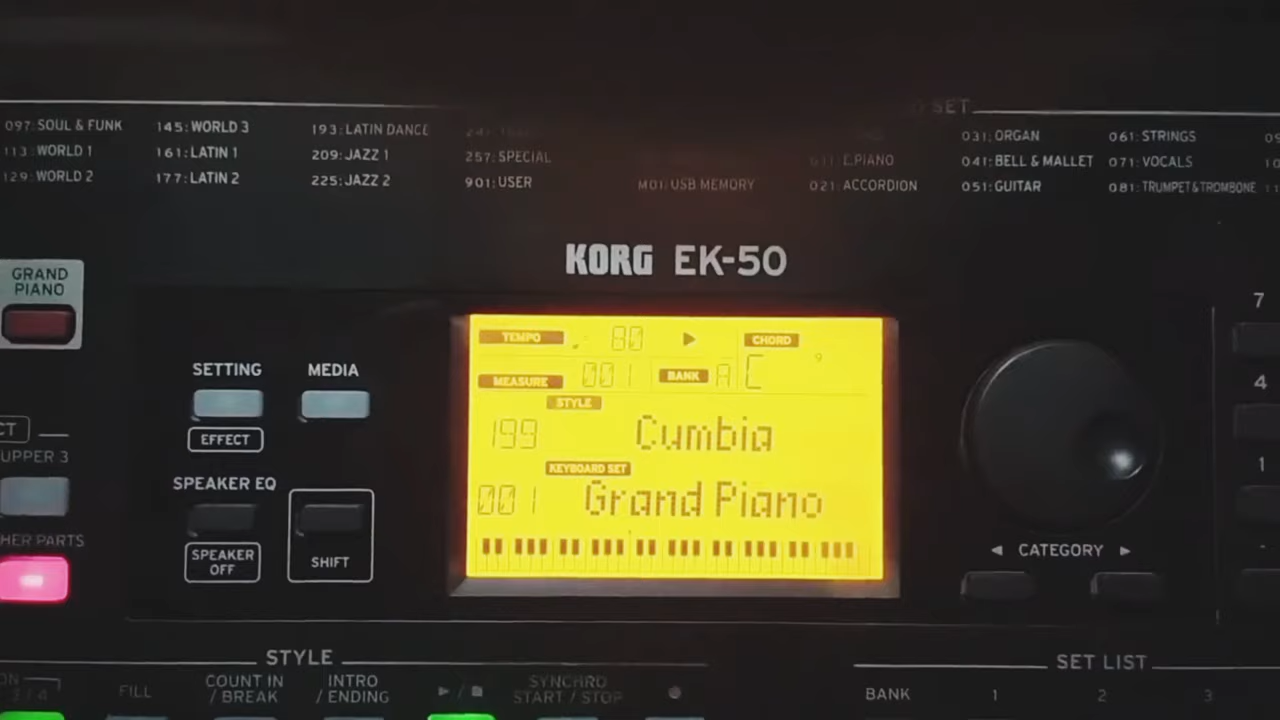 097: SOUL & FUNK 145: WORLD 3 193: LATIN DANCE
113: WORLD 1 161: LATIN 1 209: JAZZ 1 257: SPECIAL
129: WORLD 2 177: LATIN 2 225: JAZZ 2 901: USER
M01: USB MEMORY
SET
031: ORGAN 061: STRINGS
E.PIANO 041: BELL & MALLET 071: VOCALS
021: ACCORDION 051: GUITAR 081: TRUMPET & TROMBONE
KORG EK-50
GRAND
PIANO
SETTING MEDIA
EFFECT
UPPER 3
SPEAKER EQ
SPEAKER
OFF
SHIFT
PARTS
TEMPO 80 CHORD
MEASURE 001 BANK A C 9
STYLE
199 Cumbia
KEYBOARD SET
001 Grand Piano
7
4
1
CATEGORY
STYLE
FILL
COUNT IN
/ BREAK
INTRO
/ ENDING
SYNCHRO
START / STOP
SET LIST
BANK 1 2 3